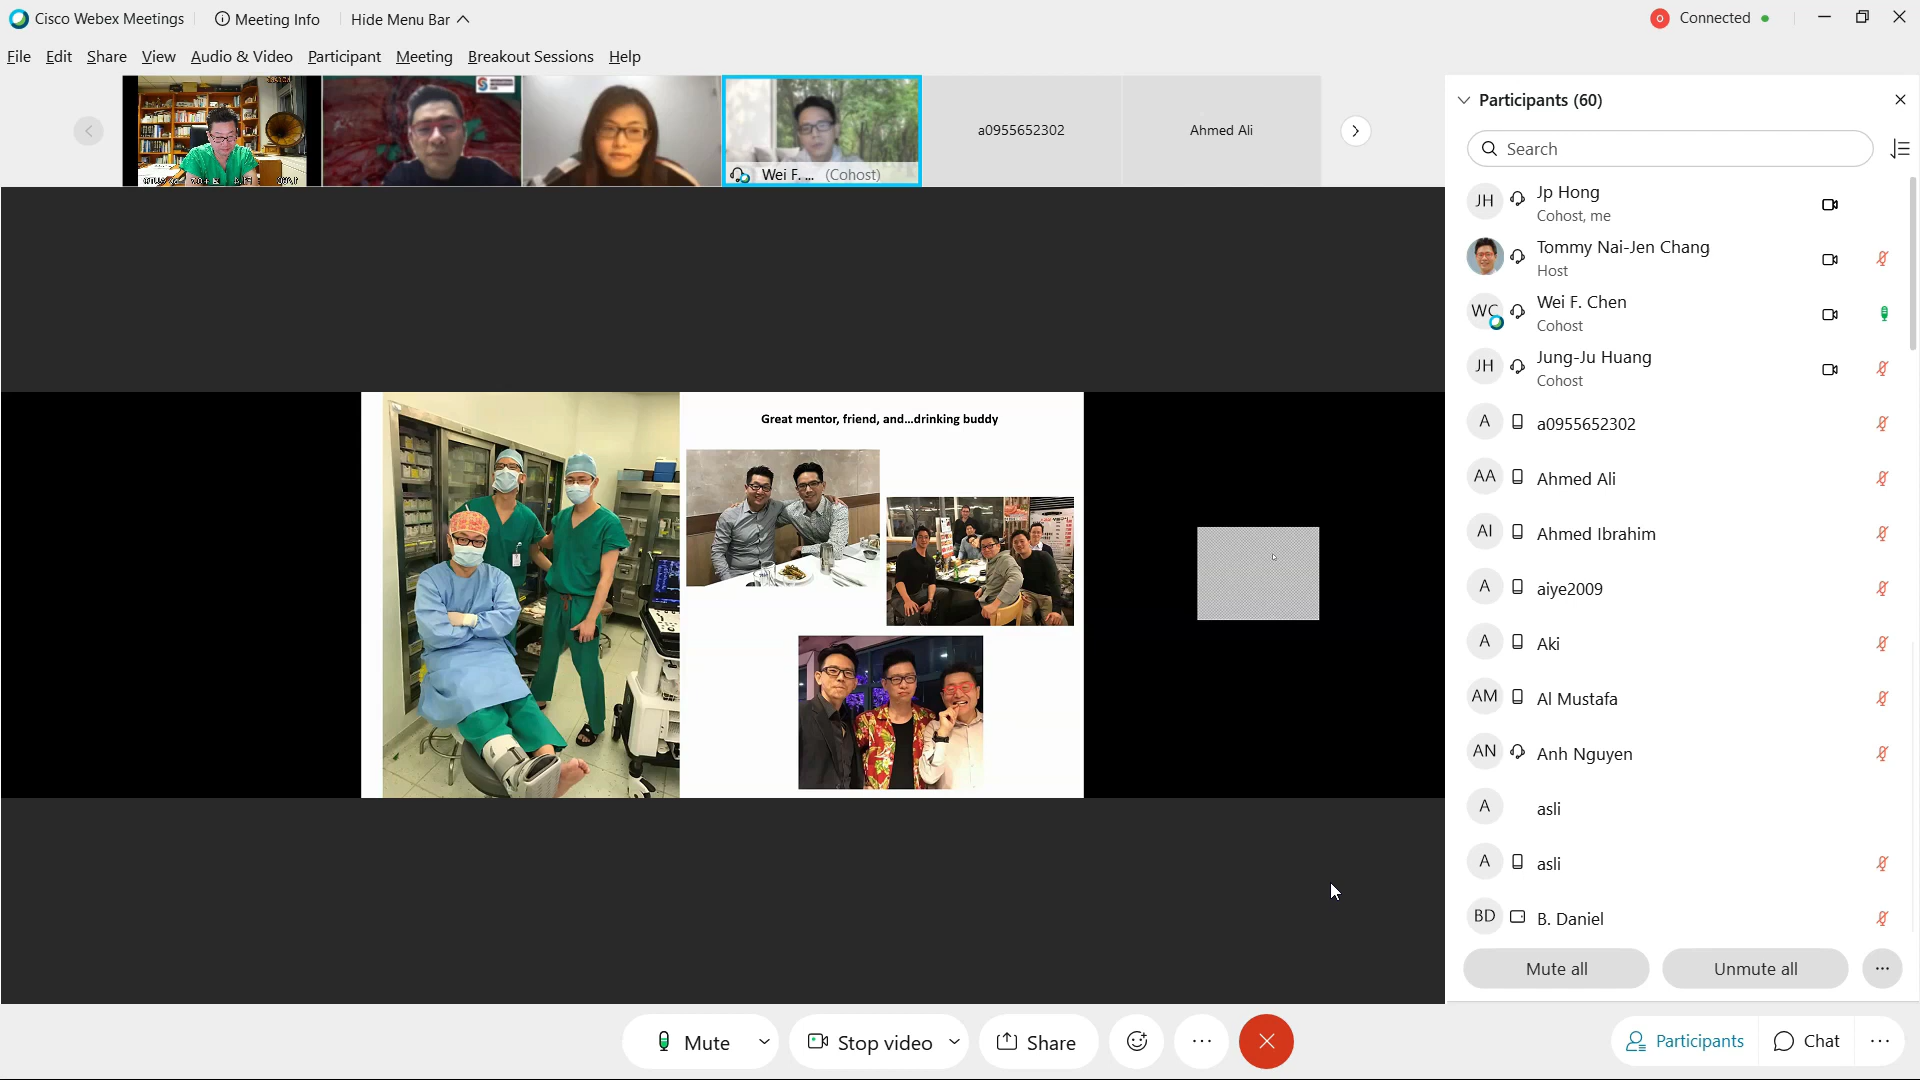 Cisco Webex Meetings
Meeting Info
Hide Menu Bar
Connected
File Edit Share View Audio & Video Participant Meeting Breakout Sessions Help
Wei F. ... (Cohost)
a0955652302
Ahmed Ali
Great mentor, friend, and...drinking buddy
Participants (60)
Search
JH
Jp Hong
Cohost, me
Tommy Nai-Jen Chang
Host
WC
Wei F. Chen
Cohost
JH
Jung-Ju Huang
Cohost
A
a0955652302
AA
Ahmed Ali
AI
Ahmed Ibrahim
A
aiye2009
A
Aki
AM
Al Mustafa
AN
Anh Nguyen
A
asli
A
asli
BD
B. Daniel
Mute all
Unmute all
Mute
Stop video
Share
Participants
Chat